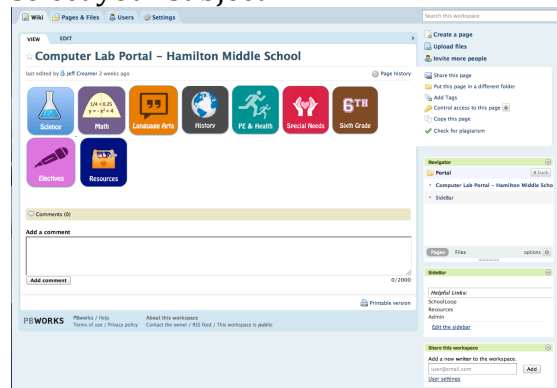 Wiki Pages & Files Users Settings
Search this workspace
VIEW EDIT
Computer Lab Portal – Hamilton Middle School
last edited by Jeff Creamer 2 weeks ago
Page history
Science
1/4 < 0.25
Math
Language Arts
History
PE & Health
Special Needs
6TH
Sixth Grade
Electives
Resources
Comments (0)
Add a comment
Add comment
0/2000
Printable version
PBWORKS
PBworks / Help
Terms of use / Privacy policy
About this workspace
Contact the owner / RSS feed / This workspace is public
Create a page
Upload files
Invite more people
Share this page
Put this page in a different folder
Add Tags
Control access to this page
Copy this page
Check for plagiarism
Navigator
Portal
back
Computer Lab Portal – Hamilton Middle Scho
SideBar
Pages Files options
SideBar
Helpful Links:
SchoolLoop
Resources
Admin
Edit the sidebar
Share this workspace
Add a new writer to the workspace.
user@email.com Add
User settings